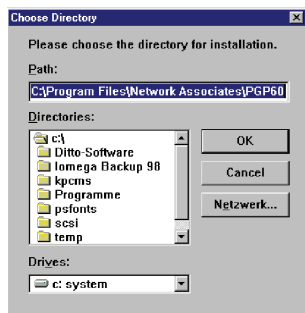 Choose Directory
Please choose the directory for installation.
Path:
C:\Program Files\Network Associates\PGP60
Directories:
c:\
Ditto-Software
Iomega Backup 98
kpcms
Programme
psfonts
scsi
temp
OK
Cancel
Netzwerk...
Drives:
c: system